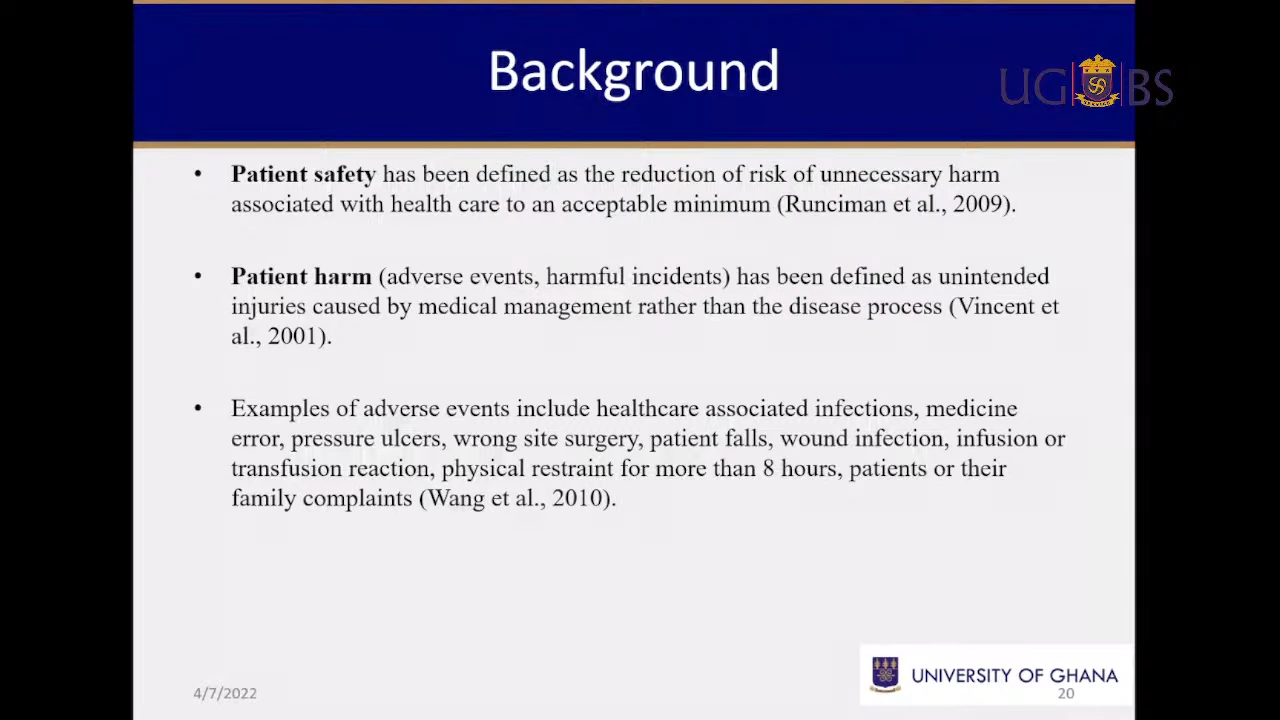 Background
UG BS
• Patient safety has been defined as the reduction of risk of unnecessary harm
associated with health care to an acceptable minimum (Runciman et al., 2009).
• Patient harm (adverse events, harmful incidents) has been defined as unintended
injuries caused by medical management rather than the disease process (Vincent et
al., 2001).
• Examples of adverse events include healthcare associated infections, medicine
error, pressure ulcers, wrong site surgery, patient falls, wound infection, infusion or
transfusion reaction, physical restraint for more than 8 hours, patients or their
family complaints (Wang et al., 2010).
4/7/2022
UNIVERSITY OF GHANA
20